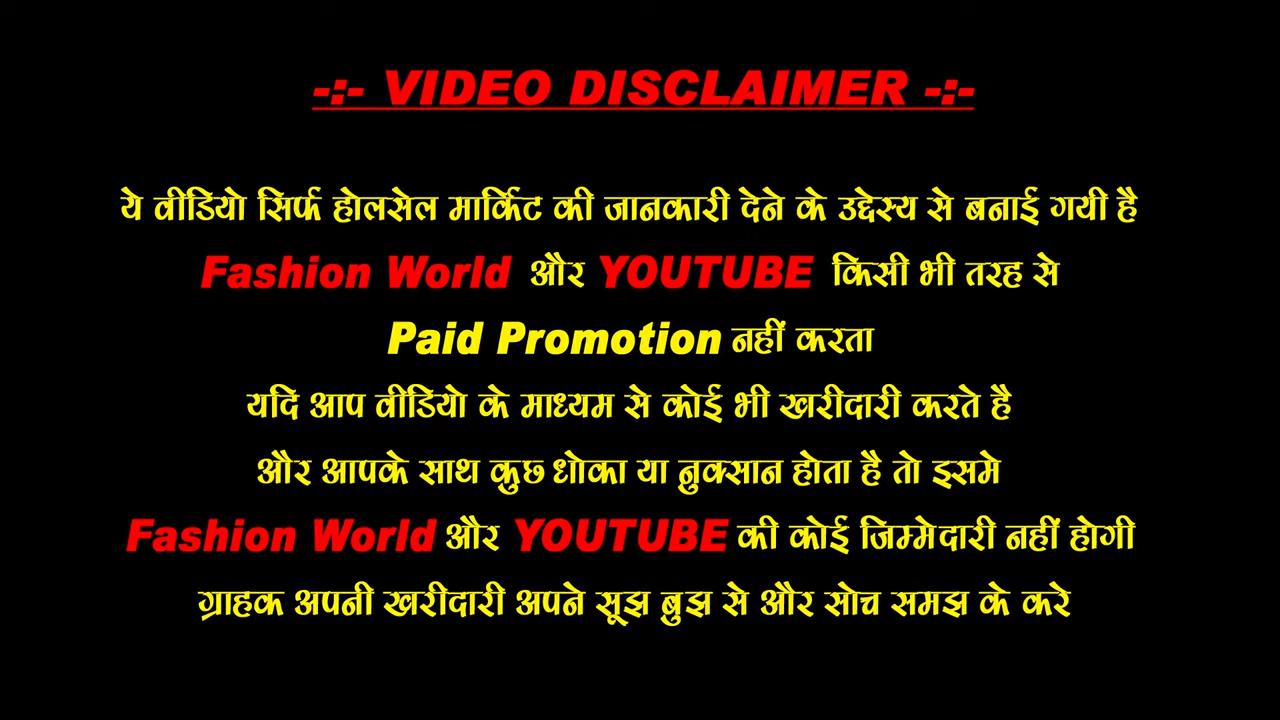 -:- VIDEO DISCLAIMER -:-
ये वीडियो सिर्फ होलसेल मार्किट की जानकारी देने के उद्देस्य से बनाई गयी है
Fashion World और YOUTUBE किसी भी तरह से
Paid Promotion नहीं करता
यदि आप वीडियो के माध्यम से कोई भी खरीदारी करते है
और आपके साथ कुछ धोका या नुक्सान होता है तो इसमे
Fashion World और YOUTUBE की कोई जिम्मेदारी नहीं होगी
ग्राहक अपनी खरीदारी अपने सूझ बुझ से और सोच समझ के करे